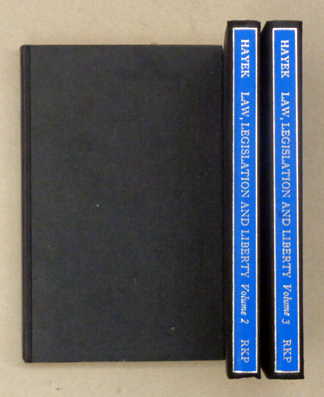 HAYEK LAW, LEGISLATION AND LIBERTY Volume 2 RKP
HAYEK LAW, LEGISLATION AND LIBERTY Volume 3 RKP